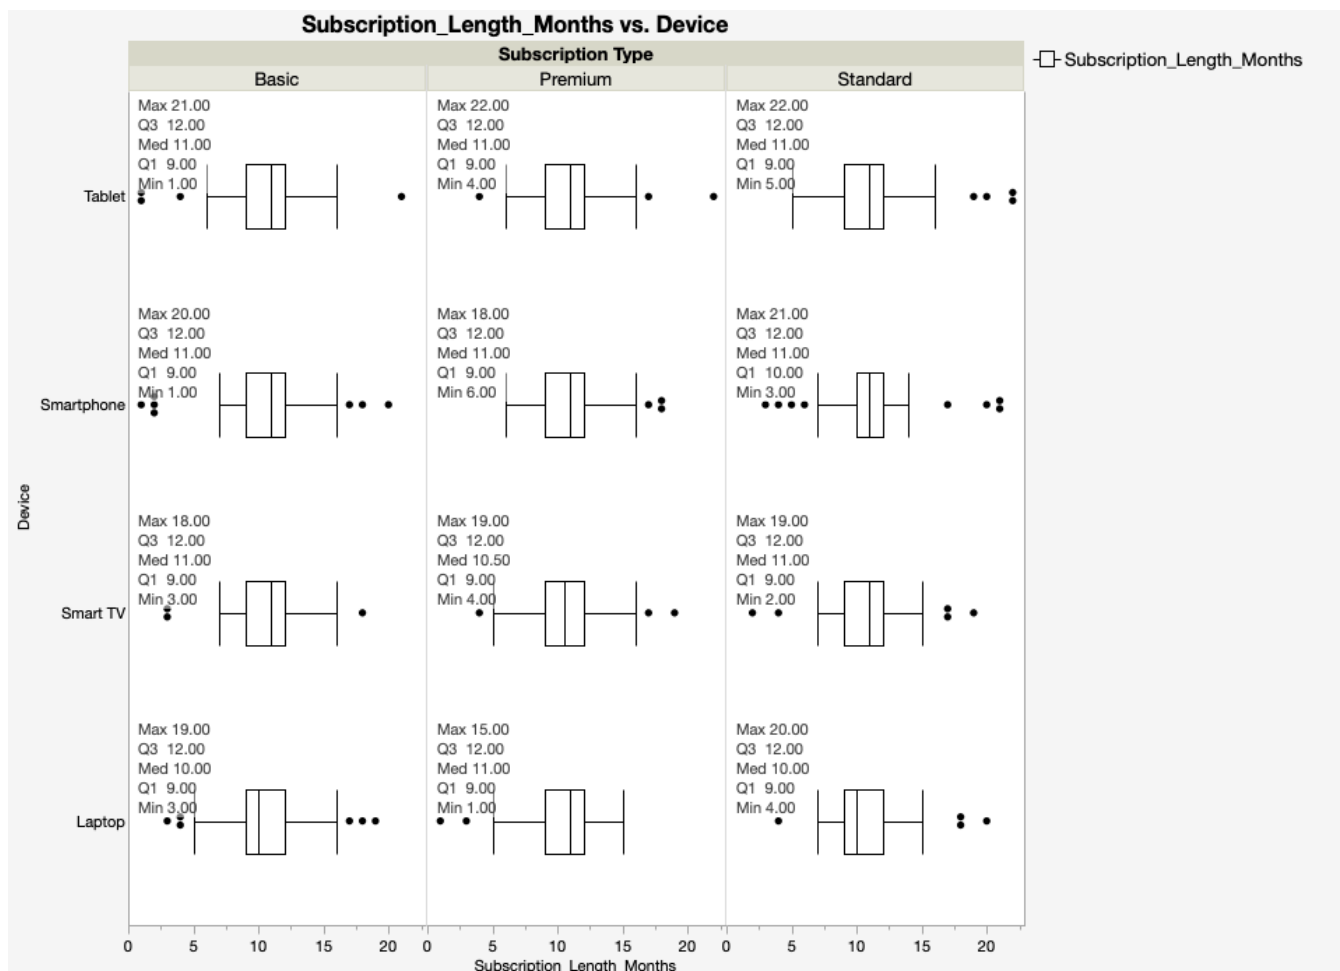 Subscription_Length_Months vs. Device
Subscription Type
Basic
Premium
Standard
Subscription_Length_Months
Device
Tablet
Max 21.00
Q3 12.00
Med 11.00
Q1 9.00
Min 1.00
Max 22.00
Q3 12.00
Med 11.00
Q1 9.00
Min 4.00
Max 22.00
Q3 12.00
Med 11.00
Q1 9.00
Min 5.00
Smartphone
Max 20.00
Q3 12.00
Med 11.00
Q1 9.00
Min 1.00
Max 18.00
Q3 12.00
Med 11.00
Q1 9.00
Min 6.00
Max 21.00
Q3 12.00
Med 11.00
Q1 10.00
Min 3.00
Smart TV
Max 18.00
Q3 12.00
Med 11.00
Q1 9.00
Min 3.00
Max 19.00
Q3 12.00
Med 10.50
Q1 9.00
Min 4.00
Max 19.00
Q3 12.00
Med 11.00
Q1 9.00
Min 2.00
Laptop
Max 19.00
Q3 12.00
Med 10.00
Q1 9.00
Min 3.00
Max 15.00
Q3 12.00
Med 11.00
Q1 9.00
Min 1.00
Max 20.00
Q3 12.00
Med 10.00
Q1 9.00
Min 4.00
0 5 10 15 20
0 5 10 15 20
0 5 10 15 20
Subscription_Length_Months